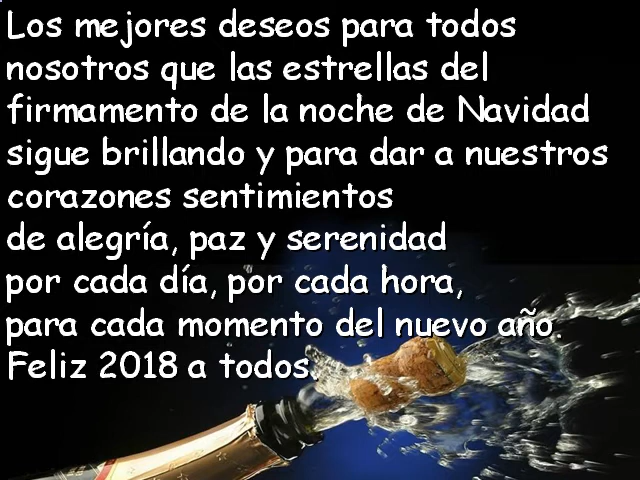 Los mejores deseos para todos
nosotros que las estrellas del
firmamento de la noche de Navidad
sigue brillando y para dar a nuestros
corazones sentimientos
de alegría, paz y serenidad
por cada día, por cada hora,
para cada momento del nuevo año.
Feliz 2018 a todos.